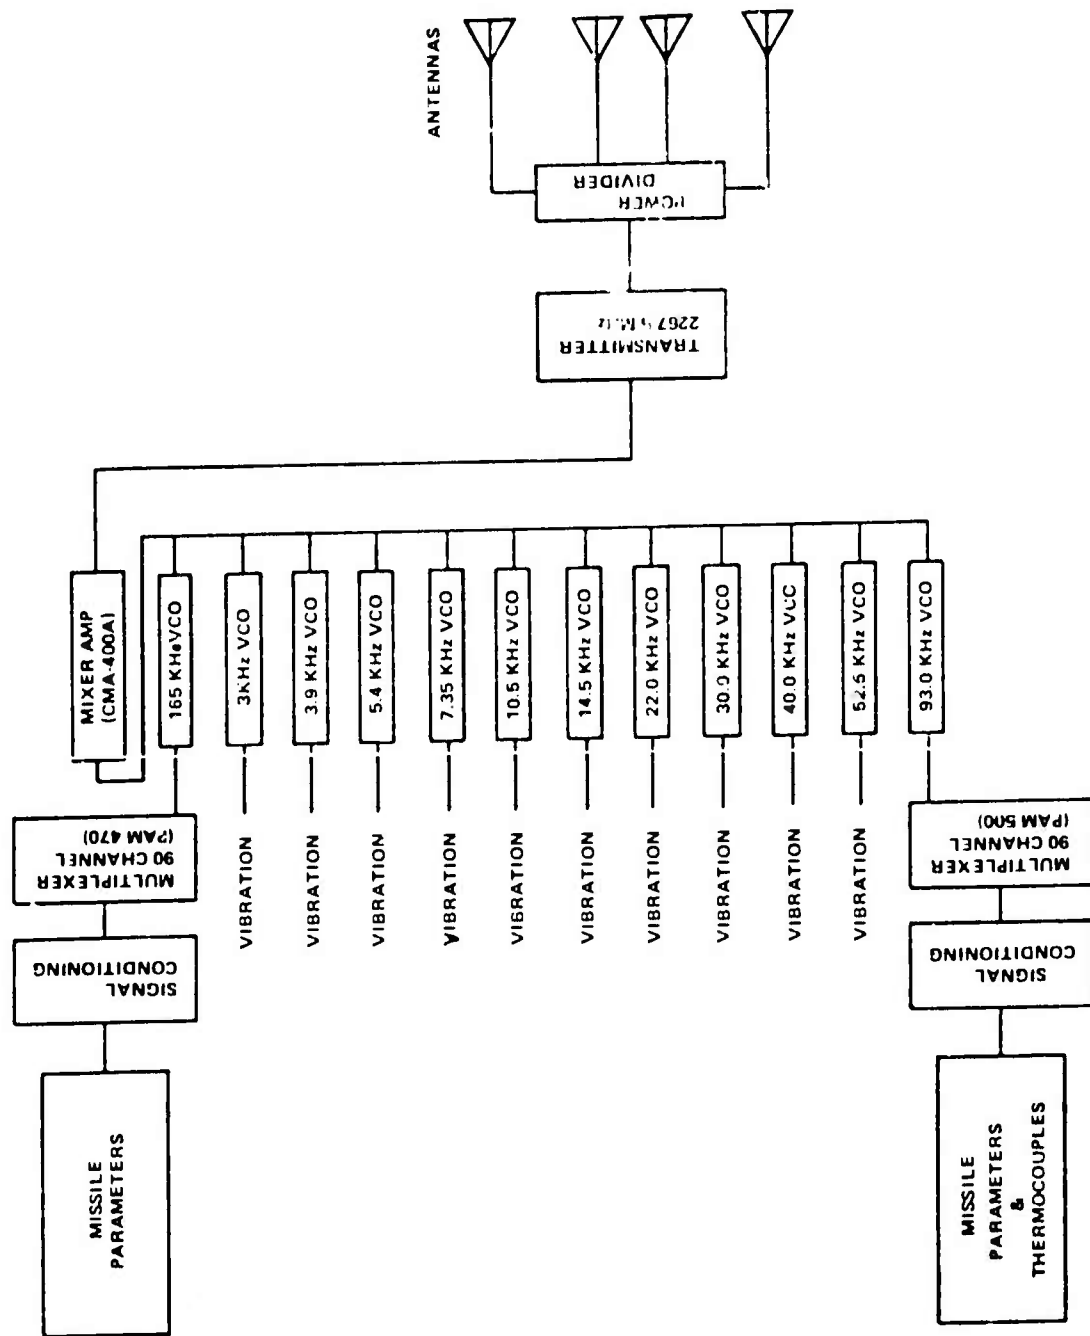 ANTENNAS
POWER
DIVIDER
TRANSMITTER
MIXER AMP
(CMA-400A)
165 KHz VCO
3KHz VCO
3.9 KHz VCO
5.4 KHz VCO
7.35 KHz VCO
10.5 KHz VCO
14.5 KHz VCO
22.0 KHz VCO
30.0 KHz VCO
40.0 KHz VCO
52.5 KHz VCO
93.0 KHz VCO
90 CHANNEL
MULTIPLEXER
(PAM 470)
VIBRATION
VIBRATION
VIBRATION
VIBRATION
VIBRATION
VIBRATION
VIBRATION
VIBRATION
VIBRATION
VIBRATION
90 CHANNEL
MULTIPLEXER
(PAM 500)
SIGNAL
CONDITIONING
SIGNAL
CONDITIONING
MISSILE
PARAMETERS
MISSILE
PARAMETERS
&
THERMOCOUPLES